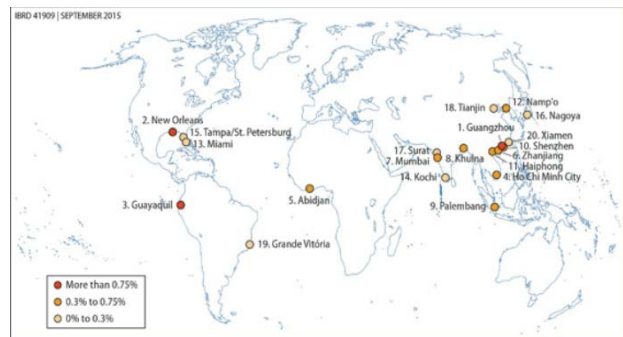 IBRD 41909 | SEPTEMBER 2015
12. Namp'o
18. Tianjin
16. Nagoya
2. New Orleans
1. Guangzhou
15. Tampa/St. Petersburg
20. Xiamen
13. Miami
10. Shenzhen
17. Surat
6. Zhanjiang
7. Mumbai
8. Khulna
11. Haiphong
14. Kochi
4. Ho Chi Minh City
5. Abidjan
3. Guayaquil
9. Palembang
19. Grande Vitória
More than 0.75%
0.3% to 0.75%
0% to 0.3%